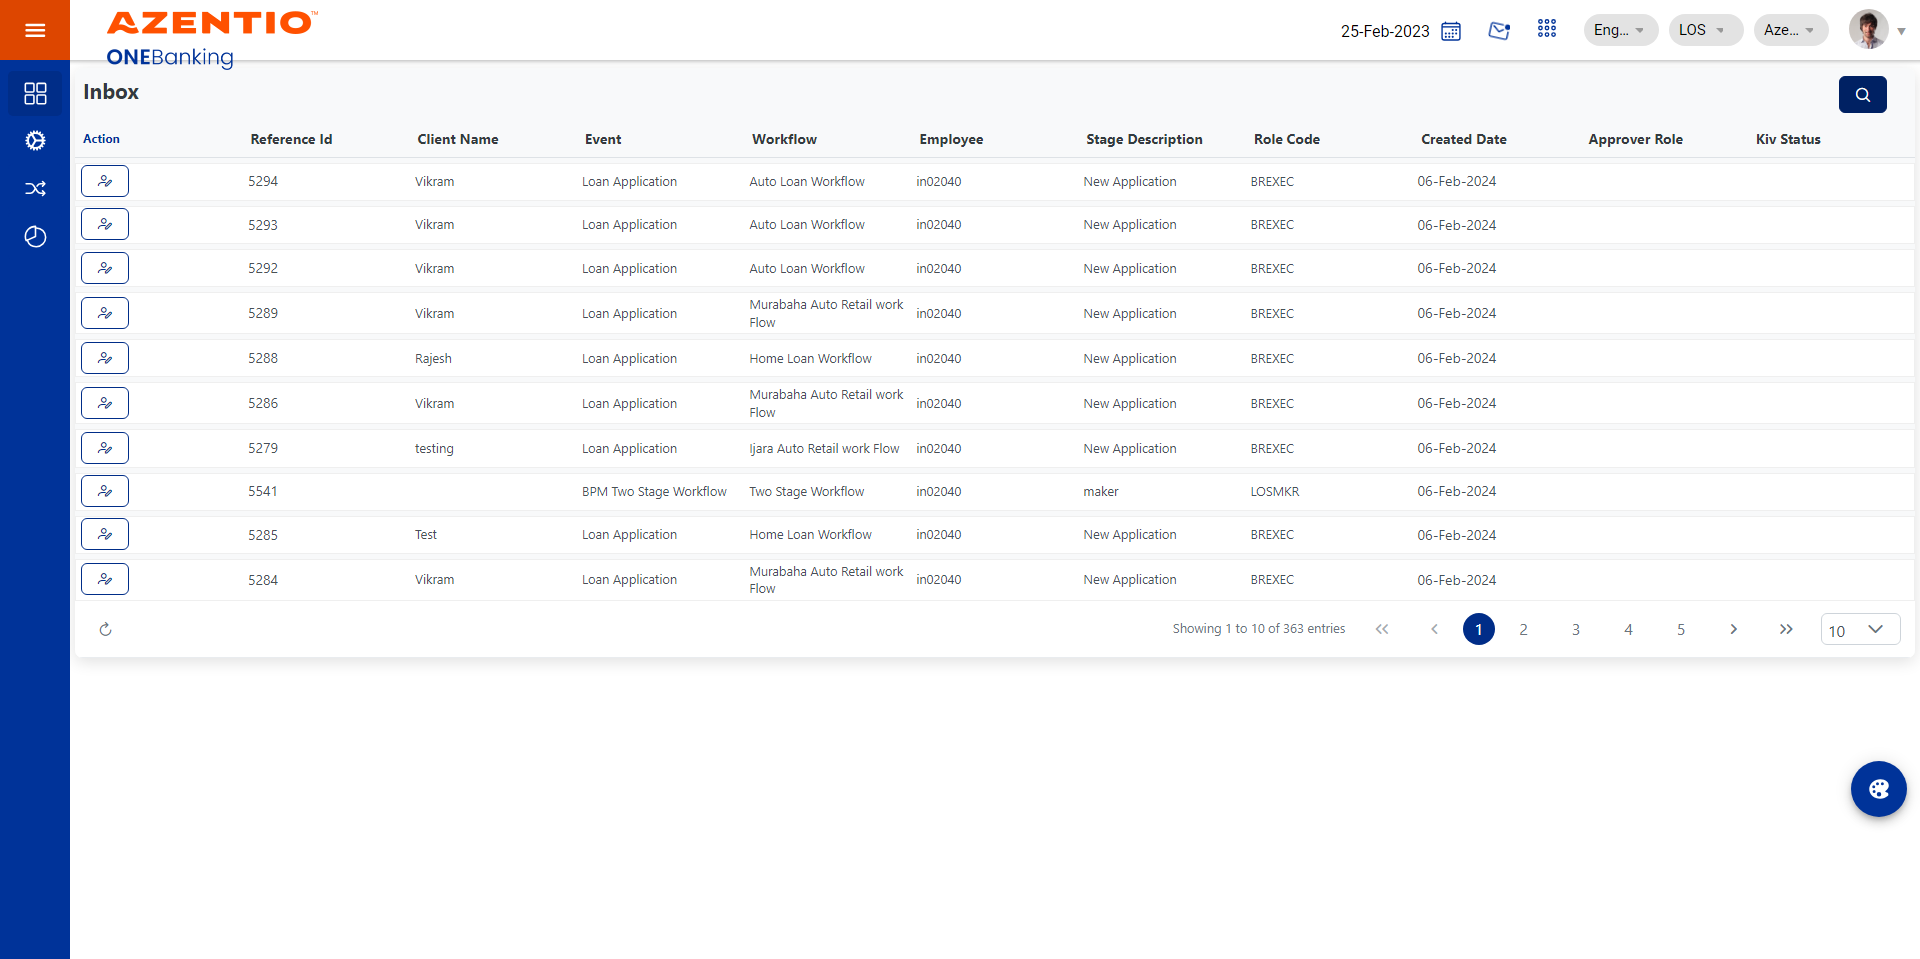 AZENTIO™
ONEBanking
25-Feb-2023
Eng...
LOS
Aze...
Inbox
Action Reference Id Client Name Event Workflow Employee Stage Description Role Code Created Date Approver Role Kiv Status
5294 Vikram Loan Application Auto Loan Workflow in02040 New Application BREXEC 06-Feb-2024
5293 Vikram Loan Application Auto Loan Workflow in02040 New Application BREXEC 06-Feb-2024
5292 Vikram Loan Application Auto Loan Workflow in02040 New Application BREXEC 06-Feb-2024
5289 Vikram Loan Application Murabaha Auto Retail work Flow in02040 New Application BREXEC 06-Feb-2024
5288 Rajesh Loan Application Home Loan Workflow in02040 New Application BREXEC 06-Feb-2024
5286 Vikram Loan Application Murabaha Auto Retail work Flow in02040 New Application BREXEC 06-Feb-2024
5279 testing Loan Application Ijara Auto Retail work Flow in02040 New Application BREXEC 06-Feb-2024
5541 BPM Two Stage Workflow Two Stage Workflow in02040 maker LOSMKR 06-Feb-2024
5285 Test Loan Application Home Loan Workflow in02040 New Application BREXEC 06-Feb-2024
5284 Vikram Loan Application Murabaha Auto Retail work Flow in02040 New Application BREXEC 06-Feb-2024
Showing 1 to 10 of 363 entries 1 2 3 4 5 10